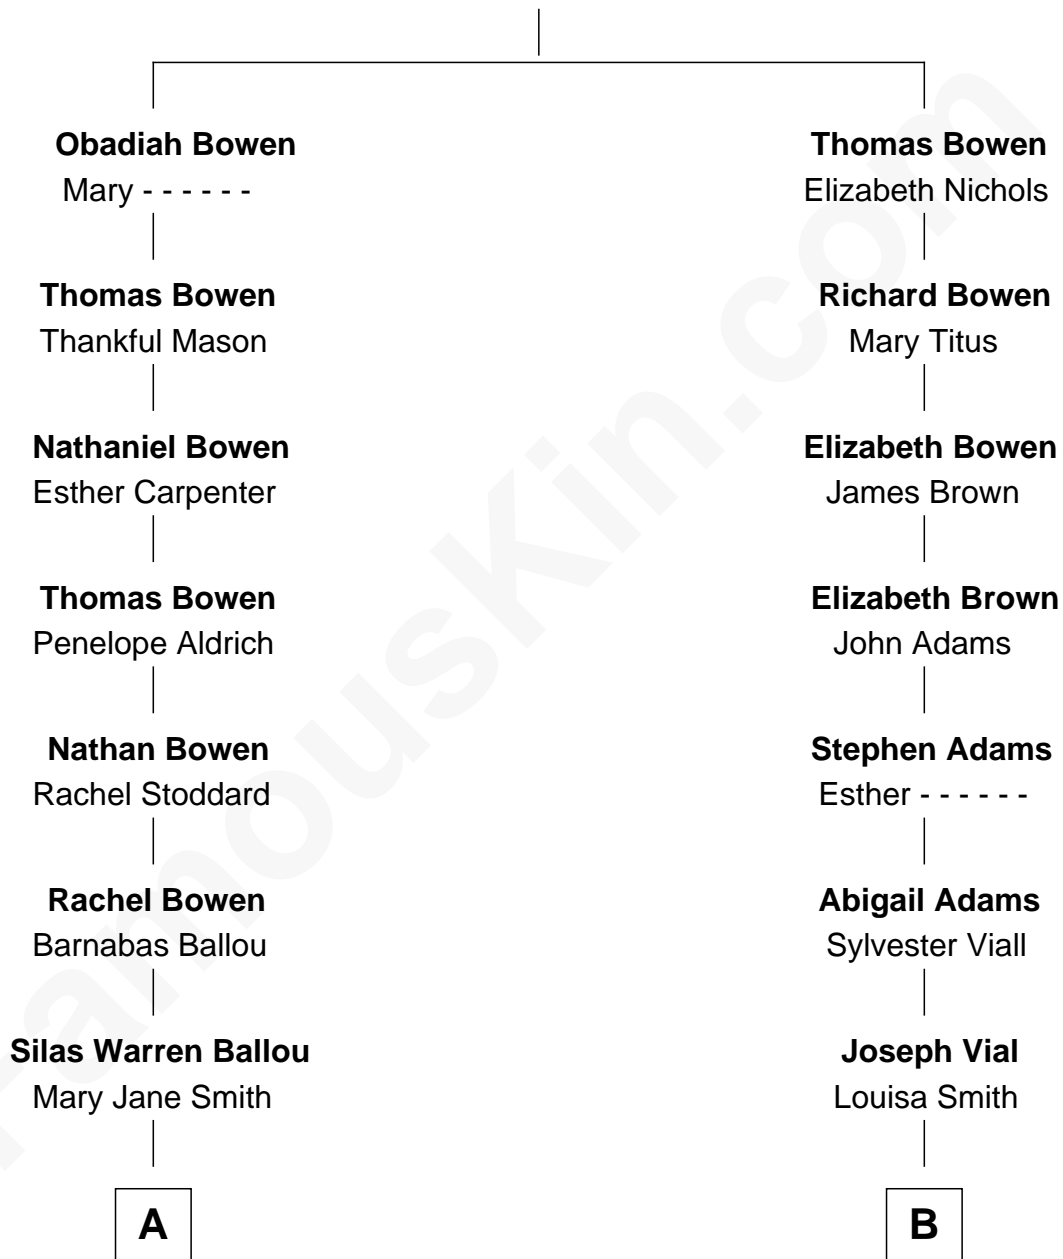 Obadiah Bowen
Mary - - - - - -
Thomas Bowen
Thankful Mason
Nathaniel Bowen
Esther Carpenter
Thomas Bowen
Penelope Aldrich
Nathan Bowen
Rachel Stoddard
Rachel Bowen
Barnabas Ballou
Silas Warren Ballou
Mary Jane Smith
A
Thomas Bowen
Elizabeth Nichols
Richard Bowen
Mary Titus
Elizabeth Bowen
James Brown
Elizabeth Brown
John Adams
Stephen Adams
Esther - - - - - -
Abigail Adams
Sylvester Viall
Joseph Vial
Louisa Smith
B
FamousKin.com